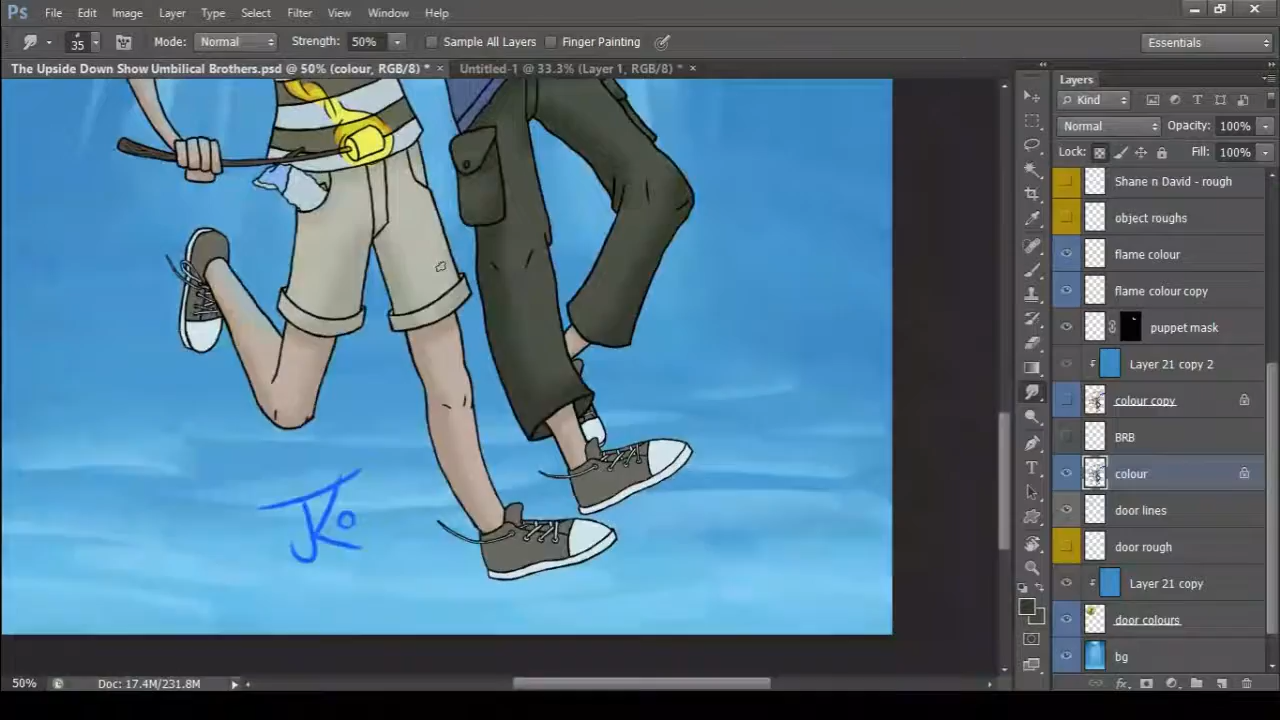 Ps File Edit Image Layer Type Select Filter View Window Help
35 Mode: Normal Strength: 50% Sample All Layers Finger Painting Essentials
The Upside Down Show Umbilical Brothers.psd @ 50% (colour, RGB/8) * × Untitled-1 @ 33.3% (Layer 1, RGB/8) * ×
Layers
Kind
Normal Opacity: 100%
Lock: Fill: 100%
Shane n David - rough
object roughs
flame colour
flame colour copy
puppet mask
Layer 21 copy 2
colour copy
BRB
colour
door lines
door rough
Layer 21 copy
door colours
bg
JKo
50% Doc: 17.4M/231.8M